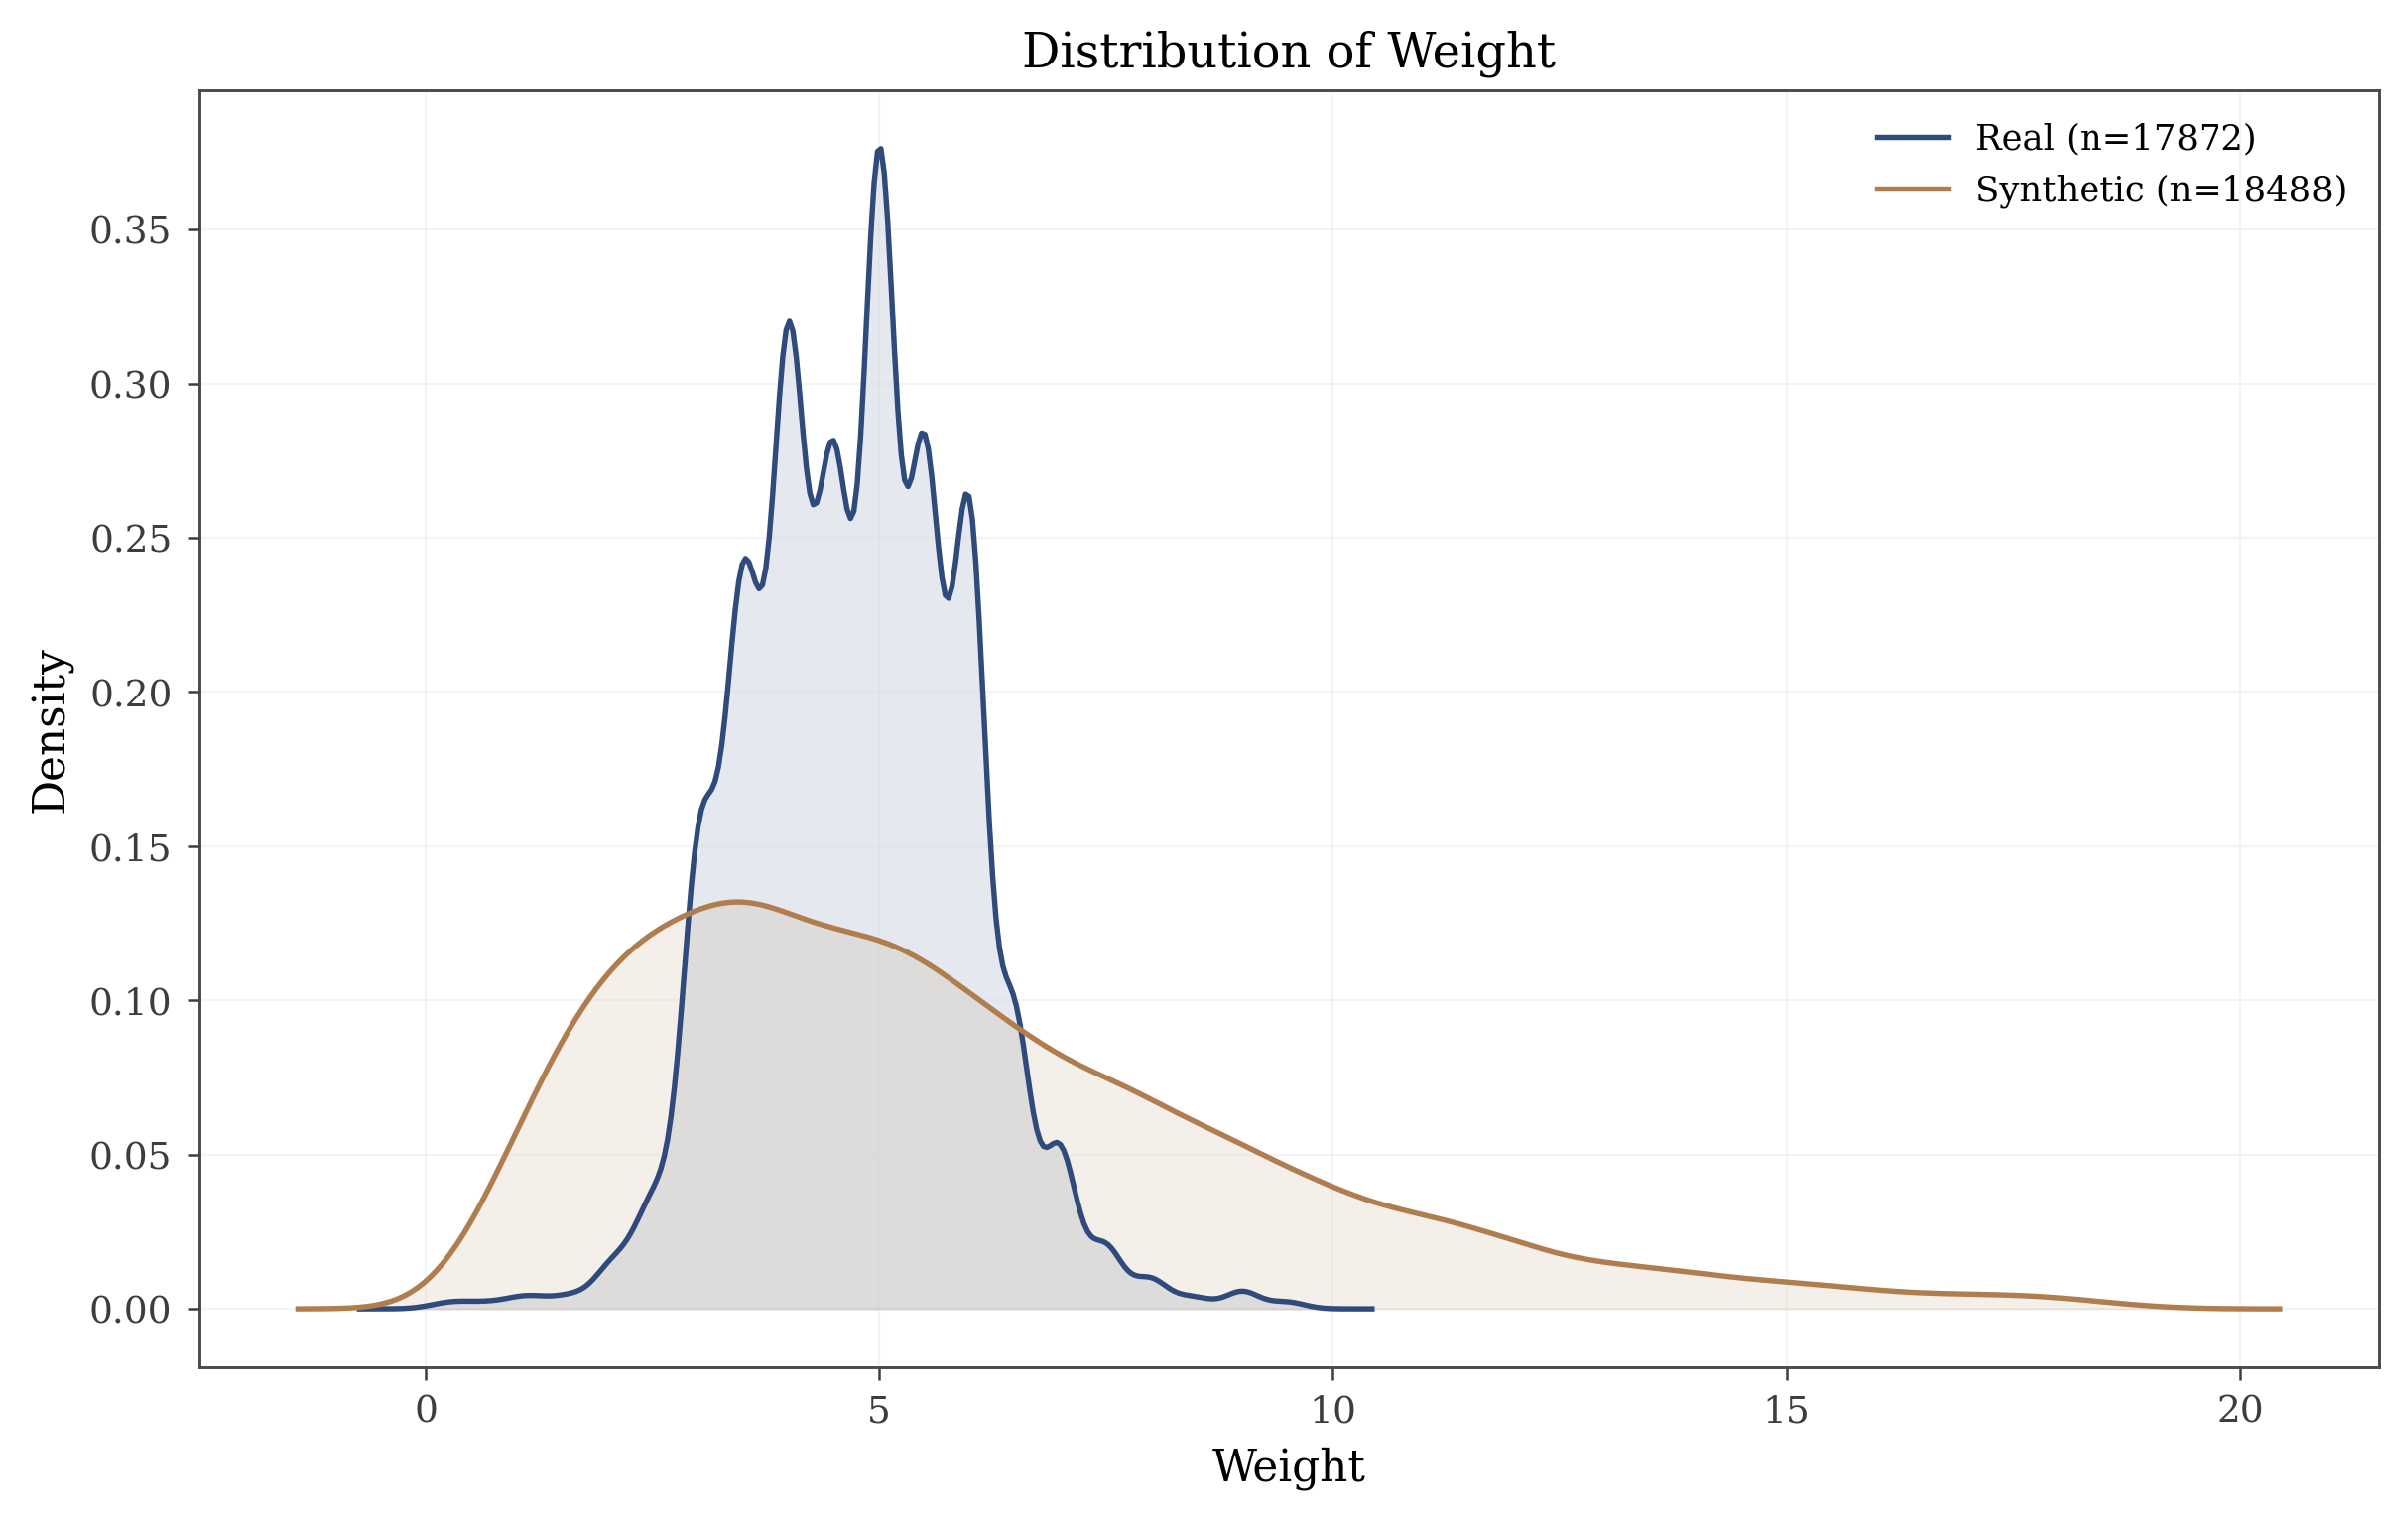 Distribution of Weight
Real (n=17872)
Synthetic (n=18488)
0.35
0.30
0.25
0.20
0.15
0.10
0.05
0.00
Density
0 5 10 15 20
Weight